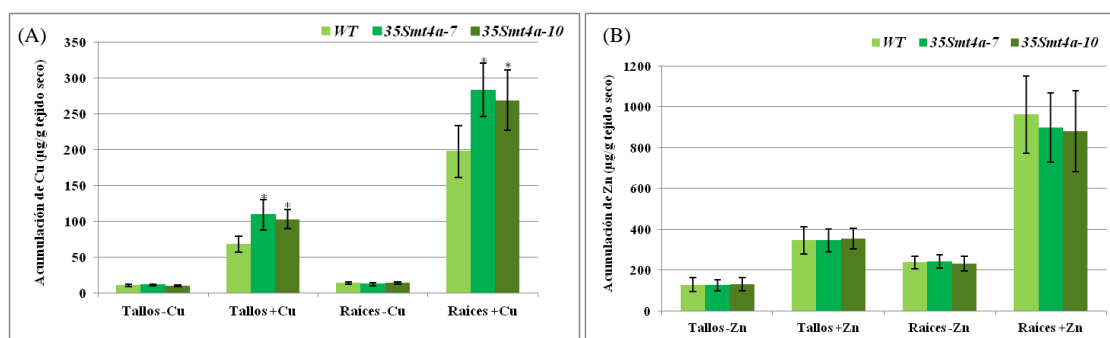 (A)
WT 35Smt4a-7 35Smt4a-10
Acumulación de Cu (µg/g tejido seco)
350
300
250
200
150
100
50
0
* * * *
Tallos-Cu Tallos+Cu Raíces-Cu Raíces+Cu
(B)
WT 35Smt4a-7 35Smt4a-10
Acumulación de Zn (µg/g tejido seco)
1200
1000
800
600
400
200
0
Tallos-Zn Tallos+Zn Raíces-Zn Raíces+Zn